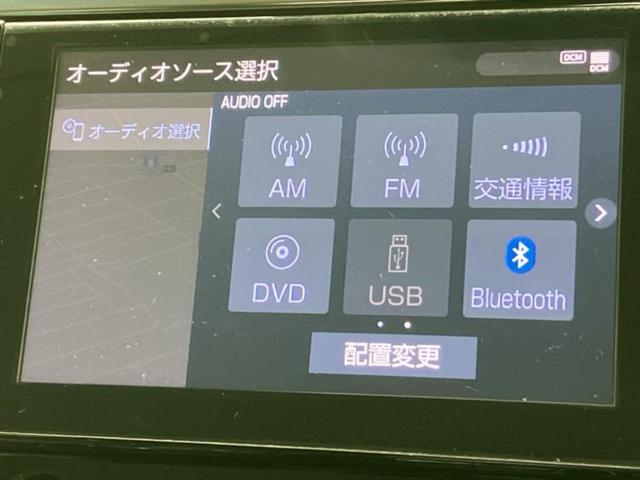 オーディオソース選択
DCM
DCM
オーディオ選択
AUDIO OFF
AM
FM
交通情報
DVD
USB
Bluetooth
配置変更